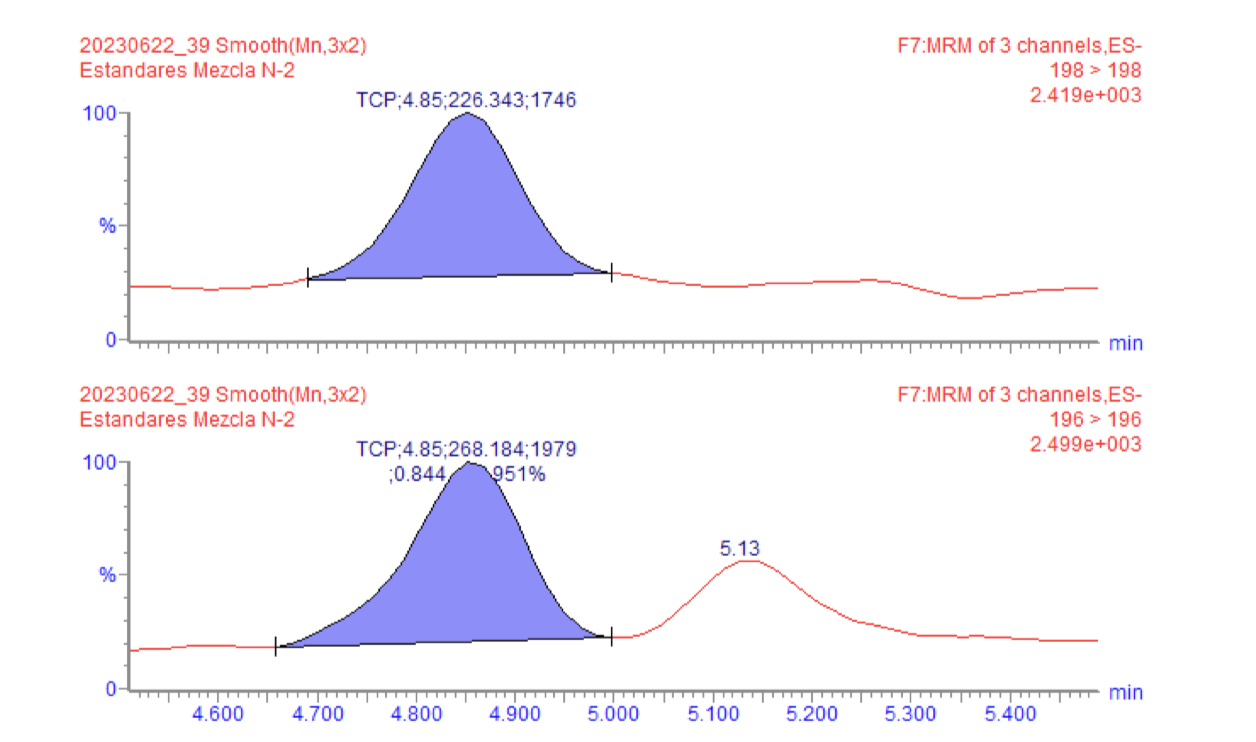 20230622_39 Smooth(Mn,3x2)
Estandares Mezcla N-2
F7:MRM of 3 channels,ES-
198 > 198
2.419e+003
TCP;4.85;226.343;1746
100
%
0
min
20230622_39 Smooth(Mn,3x2)
Estandares Mezcla N-2
F7:MRM of 3 channels,ES-
196 > 196
2.499e+003
TCP;4.85;268.184;1979
;0.844 951%
100
5.13
%
0
min
4.600 4.700 4.800 4.900 5.000 5.100 5.200 5.300 5.400